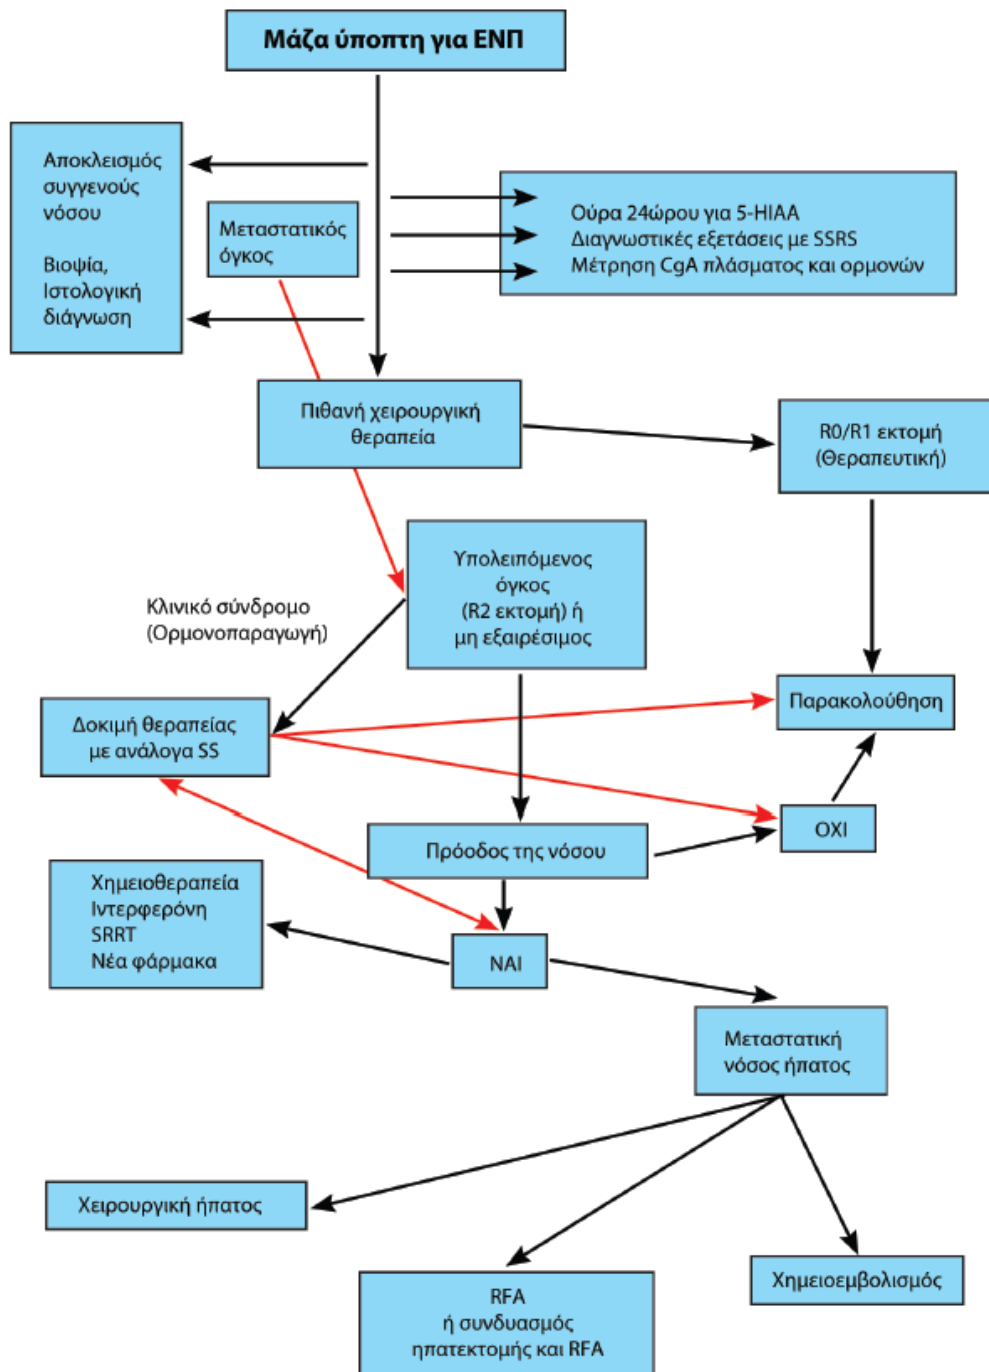 Μάζα ύποπτη για ΕΝΠ
Αποκλεισμός
συγγενούς
νόσου
Βιοψία,
Ιστολογική
διάγνωση
Μεταστατικός
όγκος
Ούρα 24ώρου για 5-HIAA
Διαγνωστικές εξετάσεις με SSRS
Μέτρηση CgA πλάσματος και ορμονών
Πιθανή χειρουργική
θεραπεία
R0/R1 εκτομή
(Θεραπευτική)
Υπολειπόμενος
όγκος
(R2 εκτομή) ή
μη εξαιρέσιμος
Κλινικό σύνδρομο
(Ορμονοπαραγωγή)
Δοκιμή θεραπείας
με ανάλογα SS
Παρακολούθηση
ΟΧΙ
Πρόοδος της νόσου
Χημειοθεραπεία
Ιντερφερόνη
SRRT
Νέα φάρμακα
ΝΑΙ
Μεταστατική
νόσος ήπατος
Χειρουργική ήπατος
RFA
ή συνδυασμός
ηπατεκτομής και RFA
Χημειοεμβολισμός